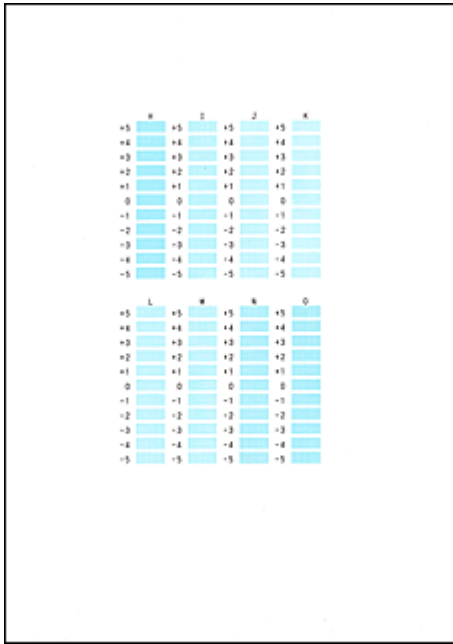 H I J K
+5 +5 +5 +5
+4 +4 +4 +4
+3 +3 +3 +3
+2 +2 +2 +2
+1 +1 +1 +1
0 0 0 0
-1 -1 -1 -1
-2 -2 -2 -2
-3 -3 -3 -3
-4 -4 -4 -4
-5 -5 -5 -5
L M N O
+5 +5 +5 +5
+4 +4 +4 +4
+3 +3 +3 +3
+2 +2 +2 +2
+1 +1 +1 +1
0 0 0 0
-1 -1 -1 -1
-2 -2 -2 -2
-3 -3 -3 -3
-4 -4 -4 -4
-5 -5 -5 -5